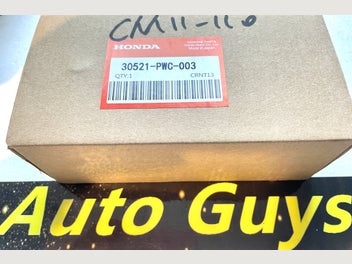 CM11-116
HONDA
30521-PWC-003
QTY:1 CRNT13
Auto Guys